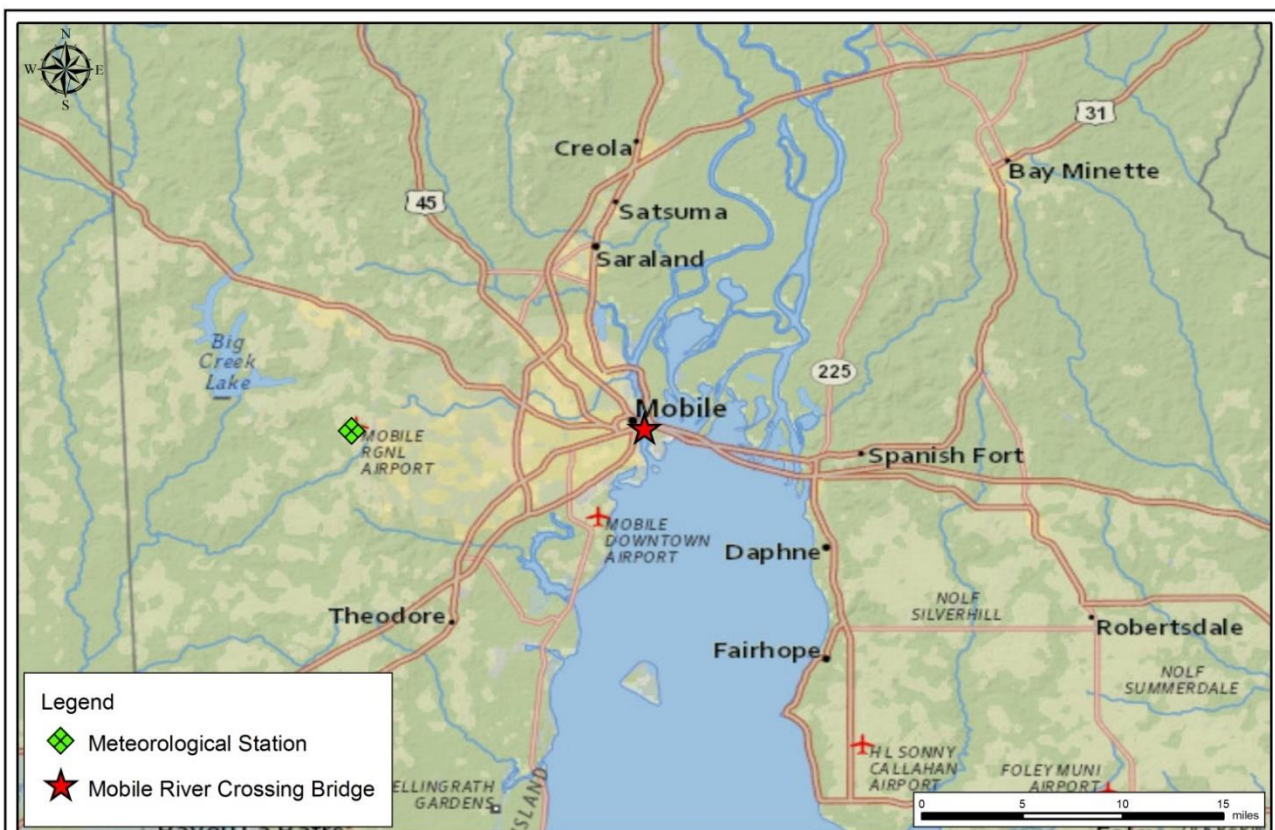 N
W E
S
31
Creola
Bay Minette
45
Satsuma
Saraland
Big
Creek
Lake
225
Mobile
MOBILE
RGNL
AIRPORT
Spanish Fort
MOBILE
DOWNTOWN
AIRPORT
Daphne
NOLF
SILVERHILL
Theodore
Robertsdale
Fairhope
NOLF
SUMMERDALE
Legend
Meteorological Station
Mobile River Crossing Bridge
ELLINGRATH
GARDENS
ISLAND
H L SONNY
CALLAHAN
AIRPORT
FOLEY MUNI
AIRPORT
0 5 10 15
miles